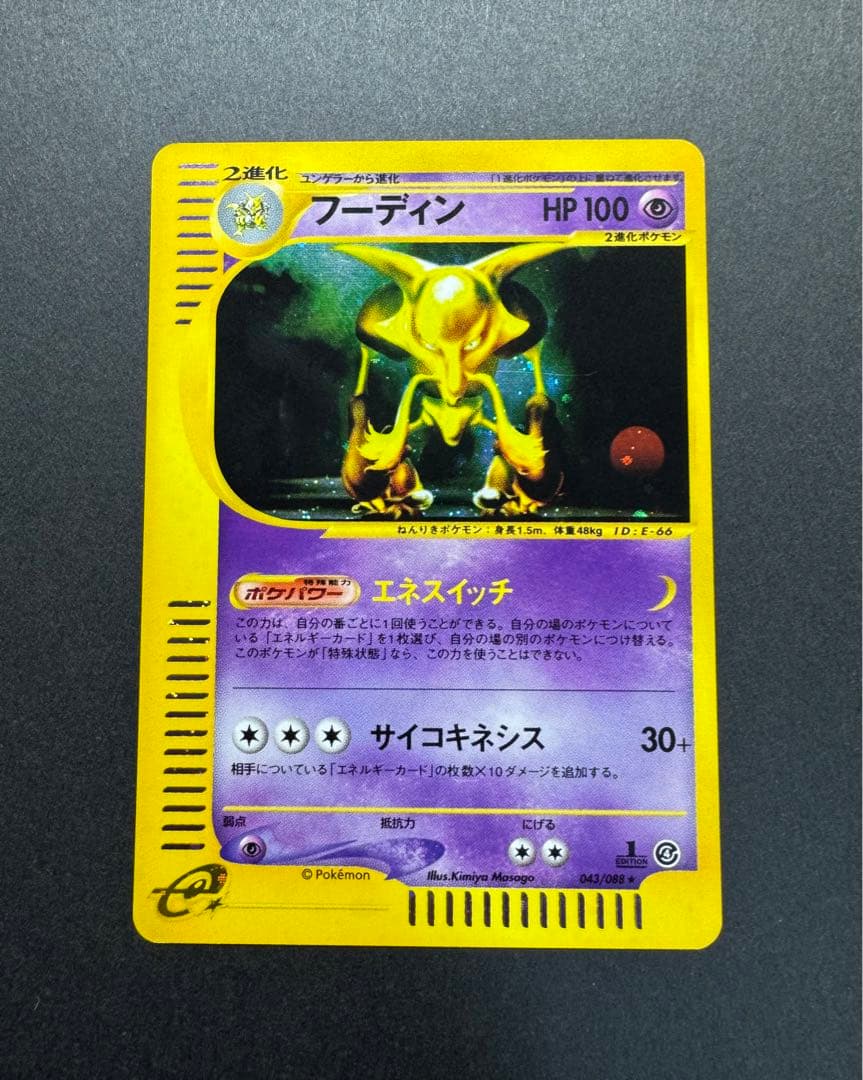 2進化
ユンゲラーから進化
「1進化ポケモン」の上に重ねて進化させます
フーディン
HP 100
2進化ポケモン
ねんりきポケモン：身長1.5m、体重48kg ID：E-66
特殊能力
ポケパワー
エネスイッチ
この力は、自分の番ごとに1回使うことができる。自分の場のポケモンについて
いる「エネルギーカード」を1枚選び、自分の場の別のポケモンにつけ替える。
このポケモンが「特殊状態」なら、この力を使うことはできない。
サイコキネシス
30+
相手についている「エネルギーカード」の枚数×10ダメージを追加する。
弱点
抵抗力
にげる
1
EDITION
e
©Pokémon
Illus.Kimiya Masago
043/088 ★